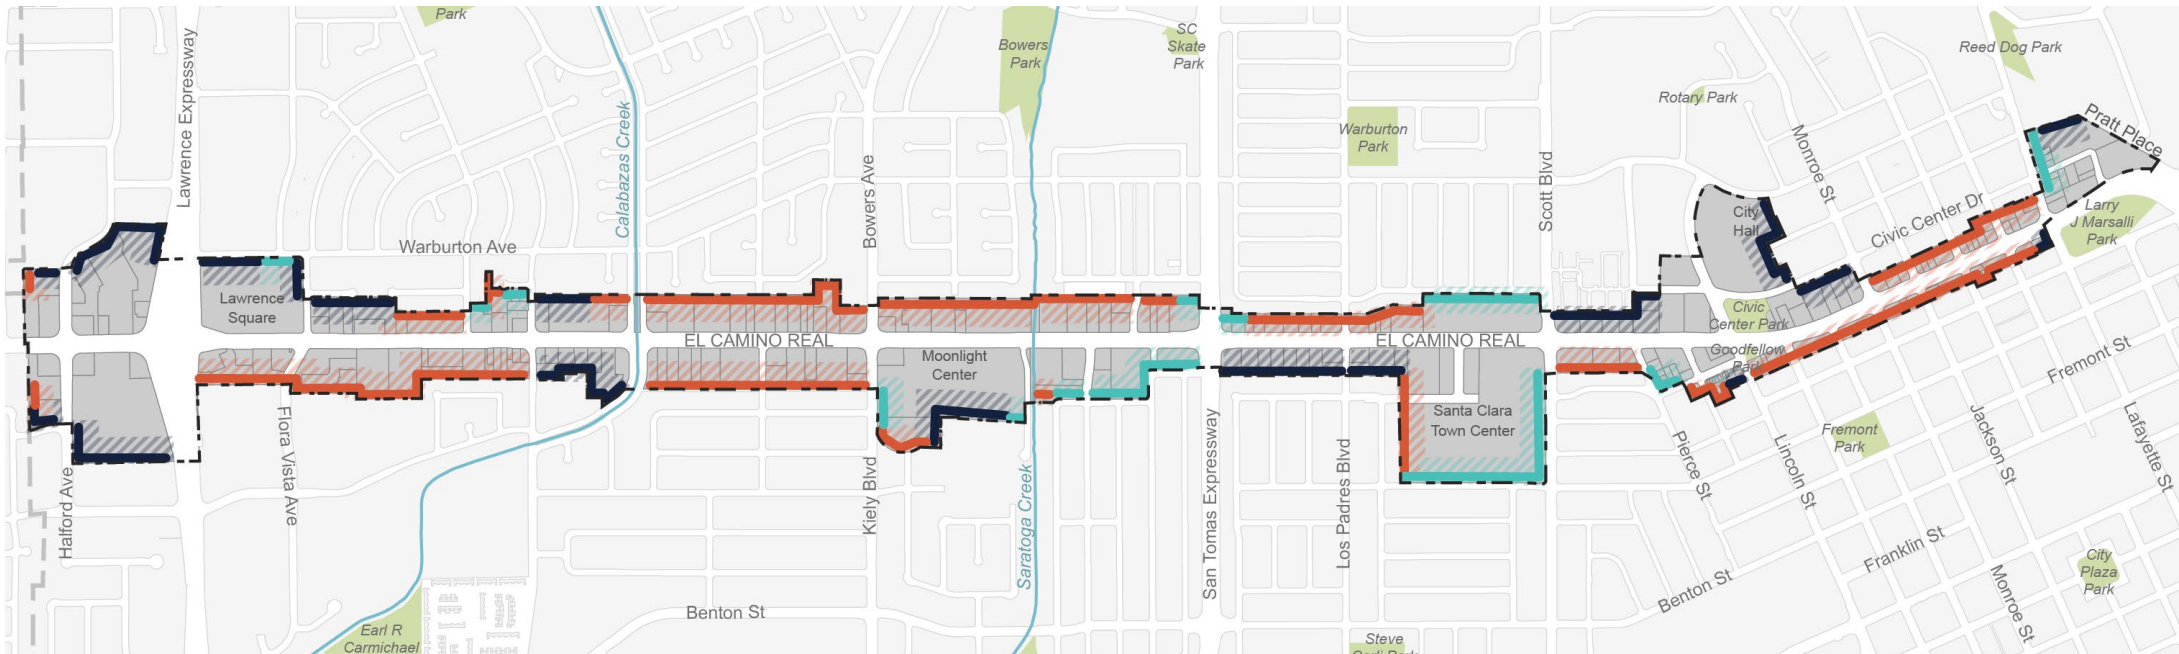 Park
Bowers
Park
SC
Skate
Park
Reed Dog Park
Rotary Park
Warburton
Park
Lawrence Expressway
Calabazas Creek
Bowers Ave
Scott Blvd
Monroe St
Pratt Place
Warburton Ave
City
Hall
Civic Center Dr
Larry
J Marsalli
Park
Lawrence
Square
Civic
Center Park
EL CAMINO REAL
EL CAMINO REAL
Moonlight
Center
Goodfellow
Park
Fremont St
Santa Clara
Town Center
Halford Ave
Flora Vista Ave
Kiely Blvd
Saratoga Creek
San Tomas Expressway
Los Padres Blvd
Pierce St
Lincoln St
Fremont
Park
Jackson St
Lafayette St
Franklin St
Benton St
Benton St
Monroe St
City
Plaza
Park
Earl R
Carmichael
Steve